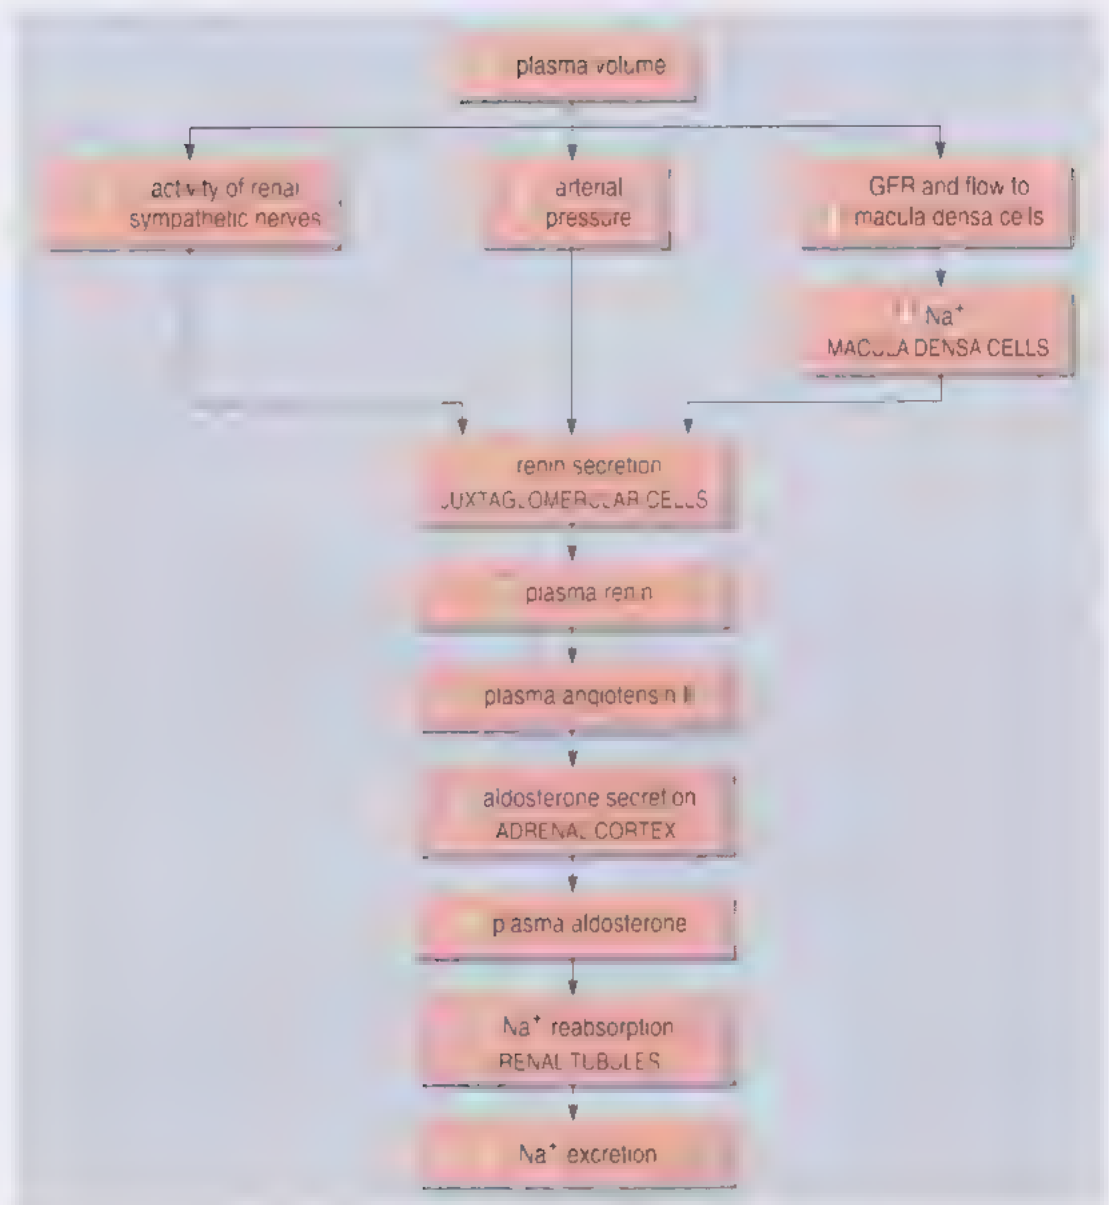 plasma volume
activity of renal
sympathetic nerves
arterial
pressure
GFR and flow to
macula densa cells
Na⁺
MACULA DENSA CELLS
renin secretion
JUXTAGLOMERULAR CELLS
plasma renin
plasma angiotensin II
aldosterone secretion
ADRENAL CORTEX
plasma aldosterone
Na⁺ reabsorption
RENAL TUBULES
Na⁺ excretion